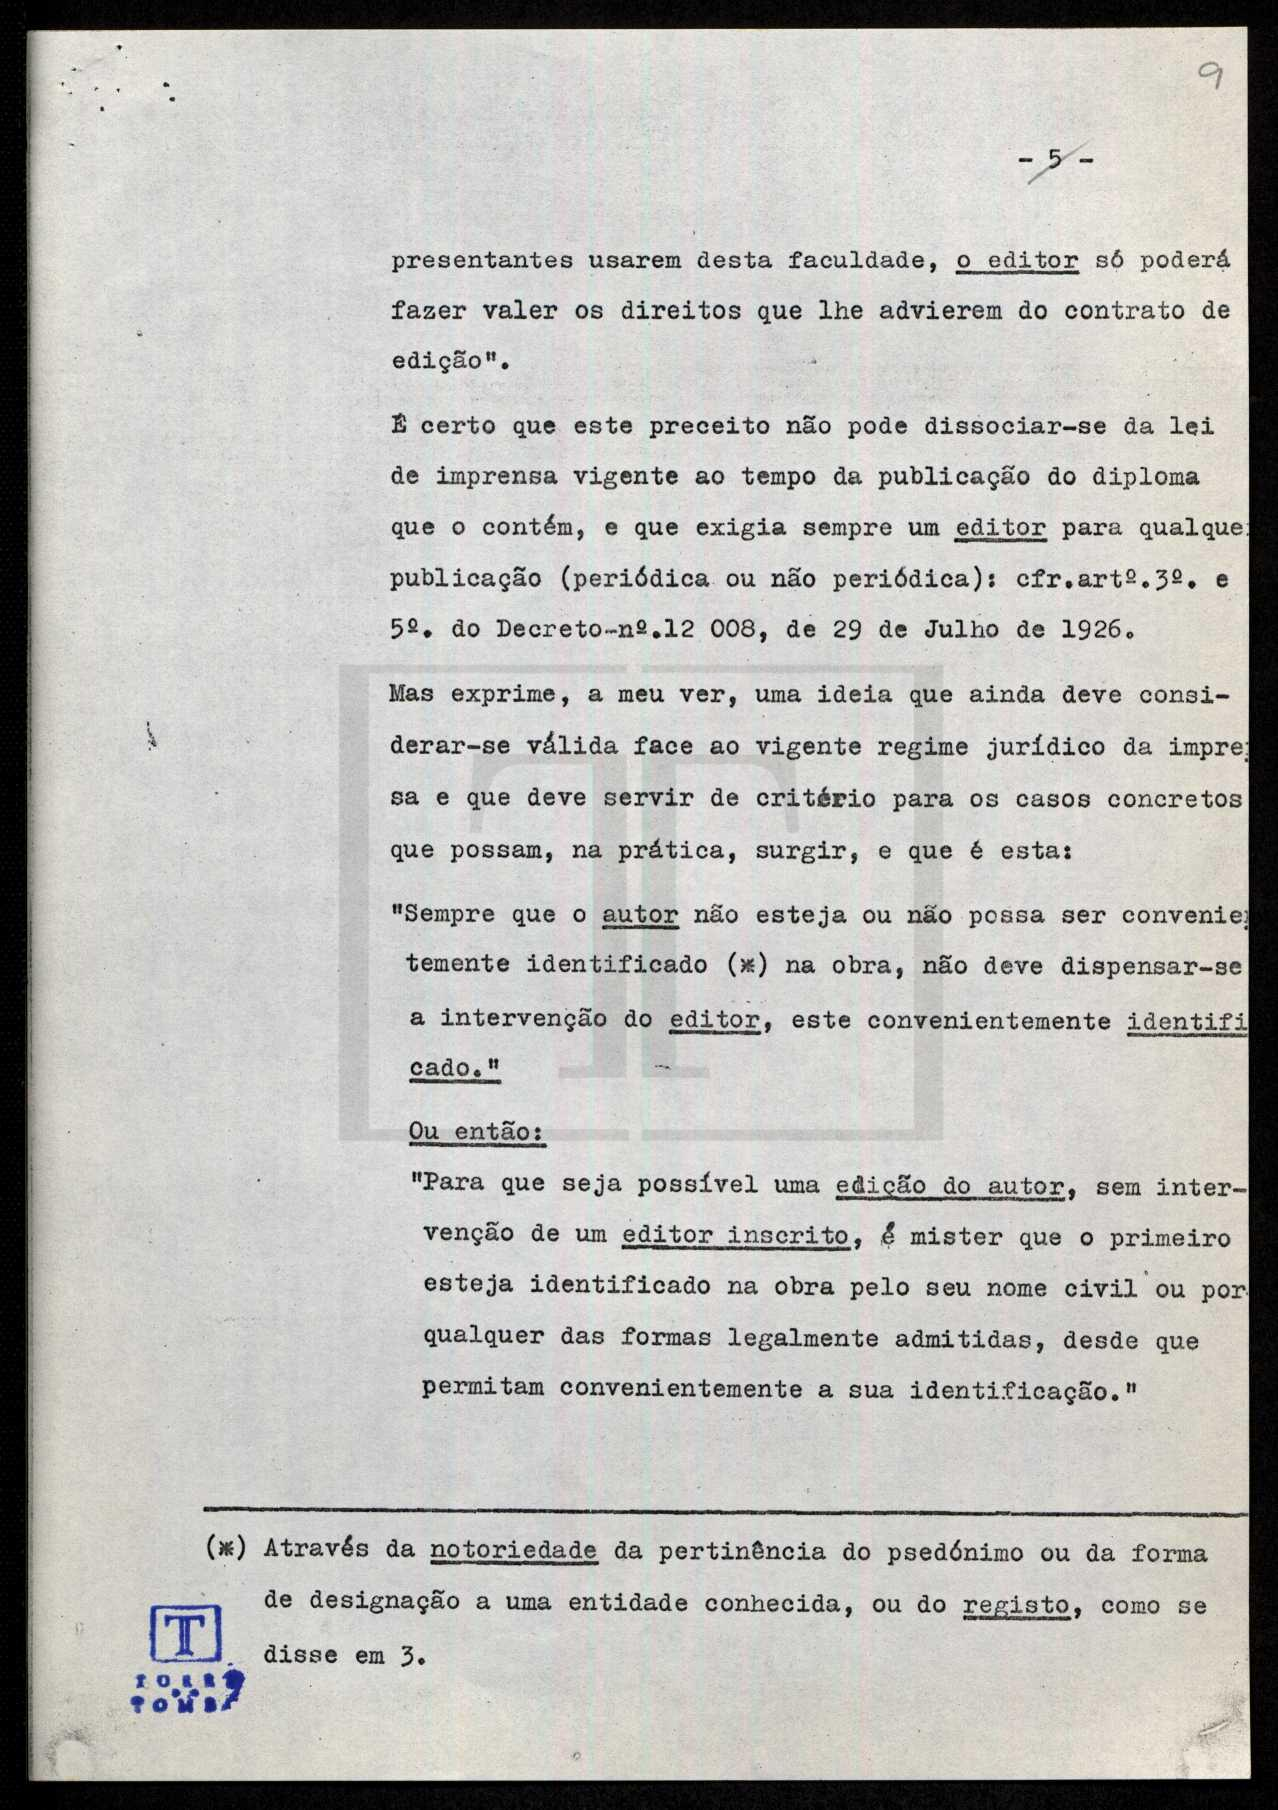 9
- 5 -
presentantes usarem desta faculdade, o editor só poderá
fazer valer os direitos que lhe advierem do contrato de
edição".
É certo que este preceito não pode dissociar-se da lei
de imprensa vigente ao tempo da publicação do diploma
que o contém, e que exigia sempre um editor para qualque
publicação (periódica ou não periódica): cfr.artº.3º. e
5º. do Decreto-nº.12 008, de 29 de Julho de 1926.
Mas exprime, a meu ver, uma ideia que ainda deve consi-
derar-se válida face ao vigente regime jurídico da impre
sa e que deve servir de critério para os casos concretos
que possam, na prática, surgir, e que é esta:
"Sempre que o autor não esteja ou não possa ser convenie
temente identificado (*) na obra, não deve dispensar-se
a intervenção do editor, este convenientemente identifi
cado."
Ou então:
"Para que seja possível uma edição do autor, sem inter-
venção de um editor inscrito, é mister que o primeiro
esteja identificado na obra pelo seu nome civil ou por
qualquer das formas legalmente admitidas, desde que
permitam convenientemente a sua identificação."
(*) Através da notoriedade da pertinência do psedónimo ou da forma
de designação a uma entidade conhecida, ou do registo, como se
disse em 3.
T